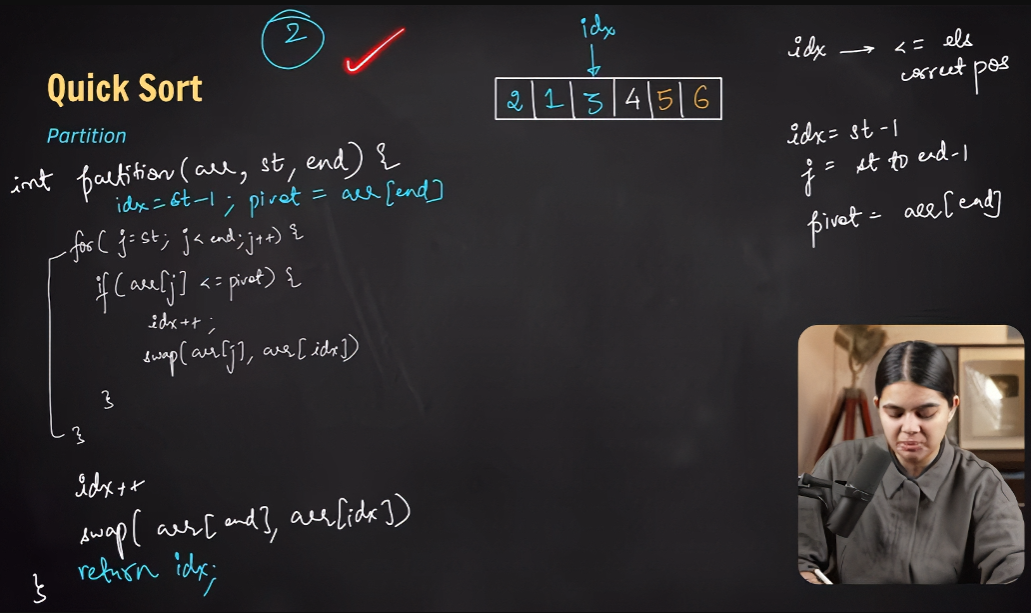 2
Quick Sort
Partition
int partition(arr, st, end) {
idx = st-1 ; pivot = arr[end]
for( j=st; j<end; j++) {
if(arr[j] <= pivot) {
idx++ ;
swap(arr[j], arr[idx])
}
}
idx++
swap( arr[end], arr[idx])
return idx;
}
idx
2 1 3 4 5 6
idx → <= els
correct pos
idx = st-1
j = st to end-1
pivot = arr[end]